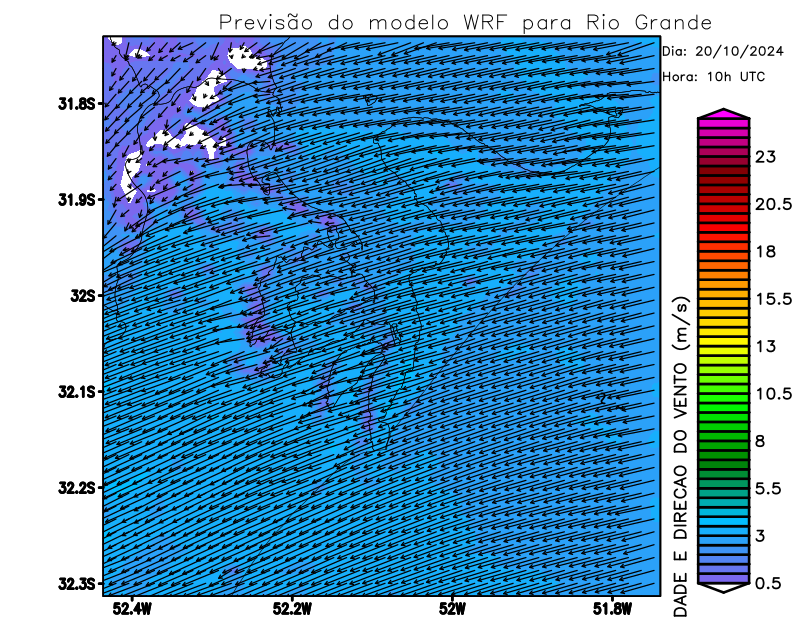 Previsão do modelo WRF para Rio Grande
Dia: 20/10/2024
Hora: 10h UTC
31.8S
31.9S
32S
32.1S
32.2S
32.3S
52.4W
52.2W
52W
51.8W
DADE E DIRECAO DO VENTO (m/s)
23
20.5
18
15.5
13
10.5
8
5.5
3
0.5